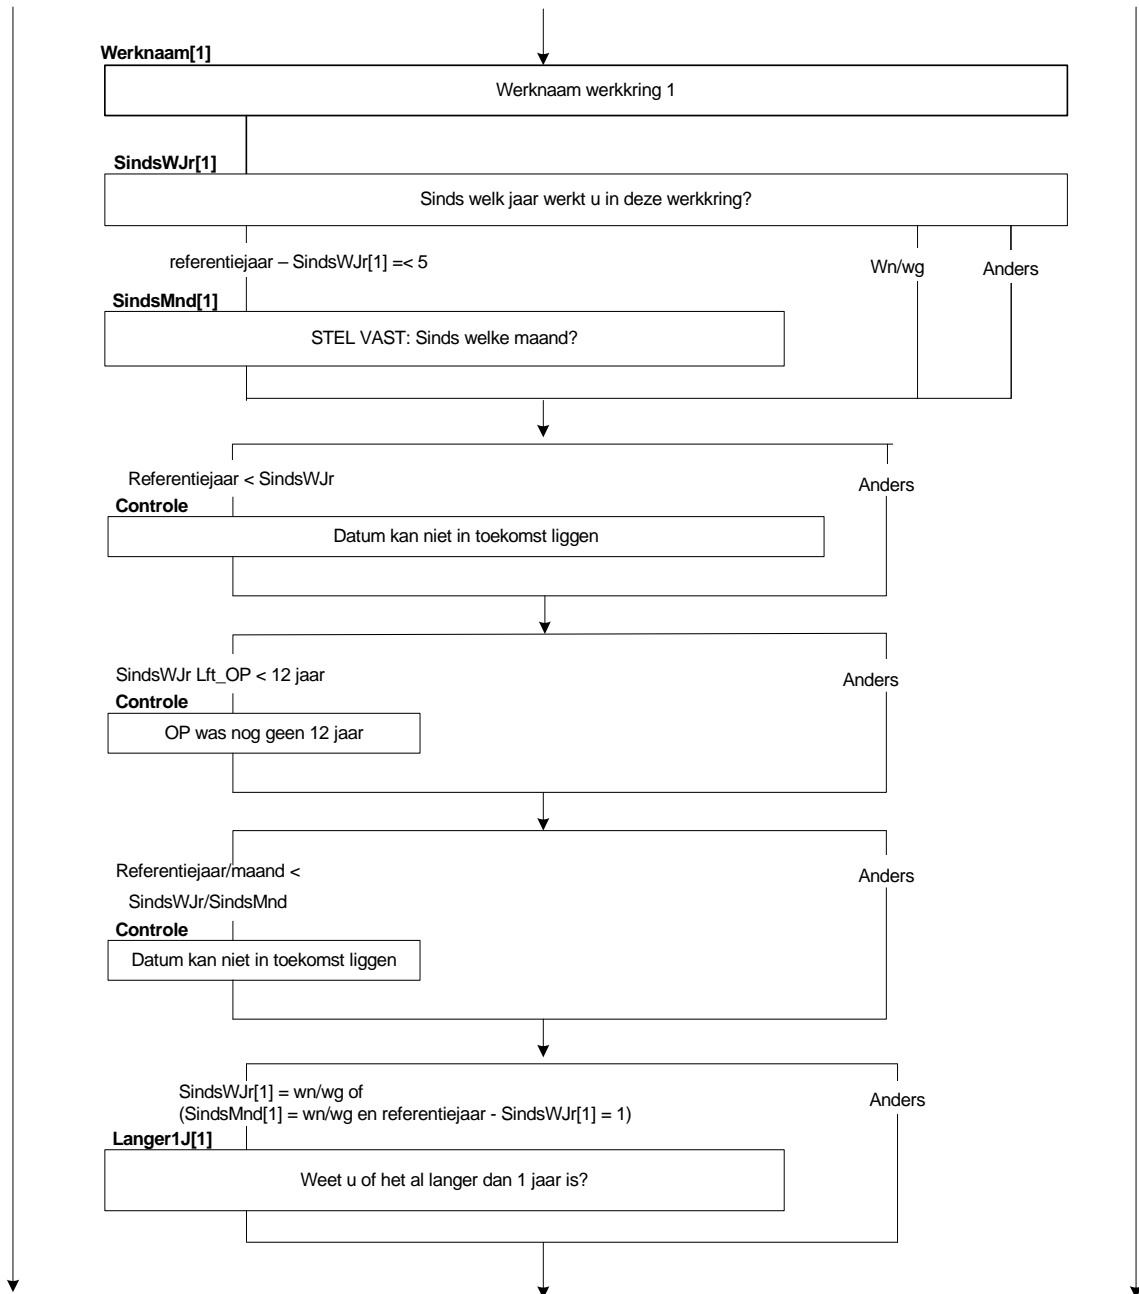 Werknaam[1]
Werknaam werkkring 1
SindsWJr[1]
Sinds welk jaar werkt u in deze werkkring?
referentiejaar – SindsWJr[1] =< 5
Wn/wg
Anders
SindsMnd[1]
STEL VAST: Sinds welke maand?
Referentiejaar < SindsWJr
Anders
Controle
Datum kan niet in toekomst liggen
SindsWJr Lft_OP < 12 jaar
Anders
Controle
OP was nog geen 12 jaar
Referentiejaar/maand <
SindsWJr/SindsMnd
Anders
Controle
Datum kan niet in toekomst liggen
SindsWJr[1] = wn/wg of
(SindsMnd[1] = wn/wg en referentiejaar - SindsWJr[1] = 1)
Anders
Langer1J[1]
Weet u of het al langer dan 1 jaar is?